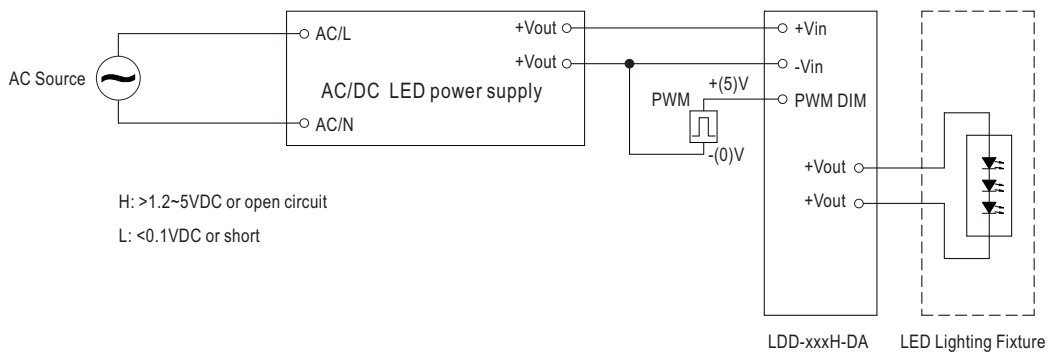 AC Source
AC/L
AC/N
AC/DC LED power supply
+Vout
+Vout
PWM
+(5)V
-(0)V
+Vin
-Vin
PWM DIM
+Vout
+Vout
H: >1.2~5VDC or open circuit
L: <0.1VDC or short
LDD-xxxH-DA
LED Lighting Fixture